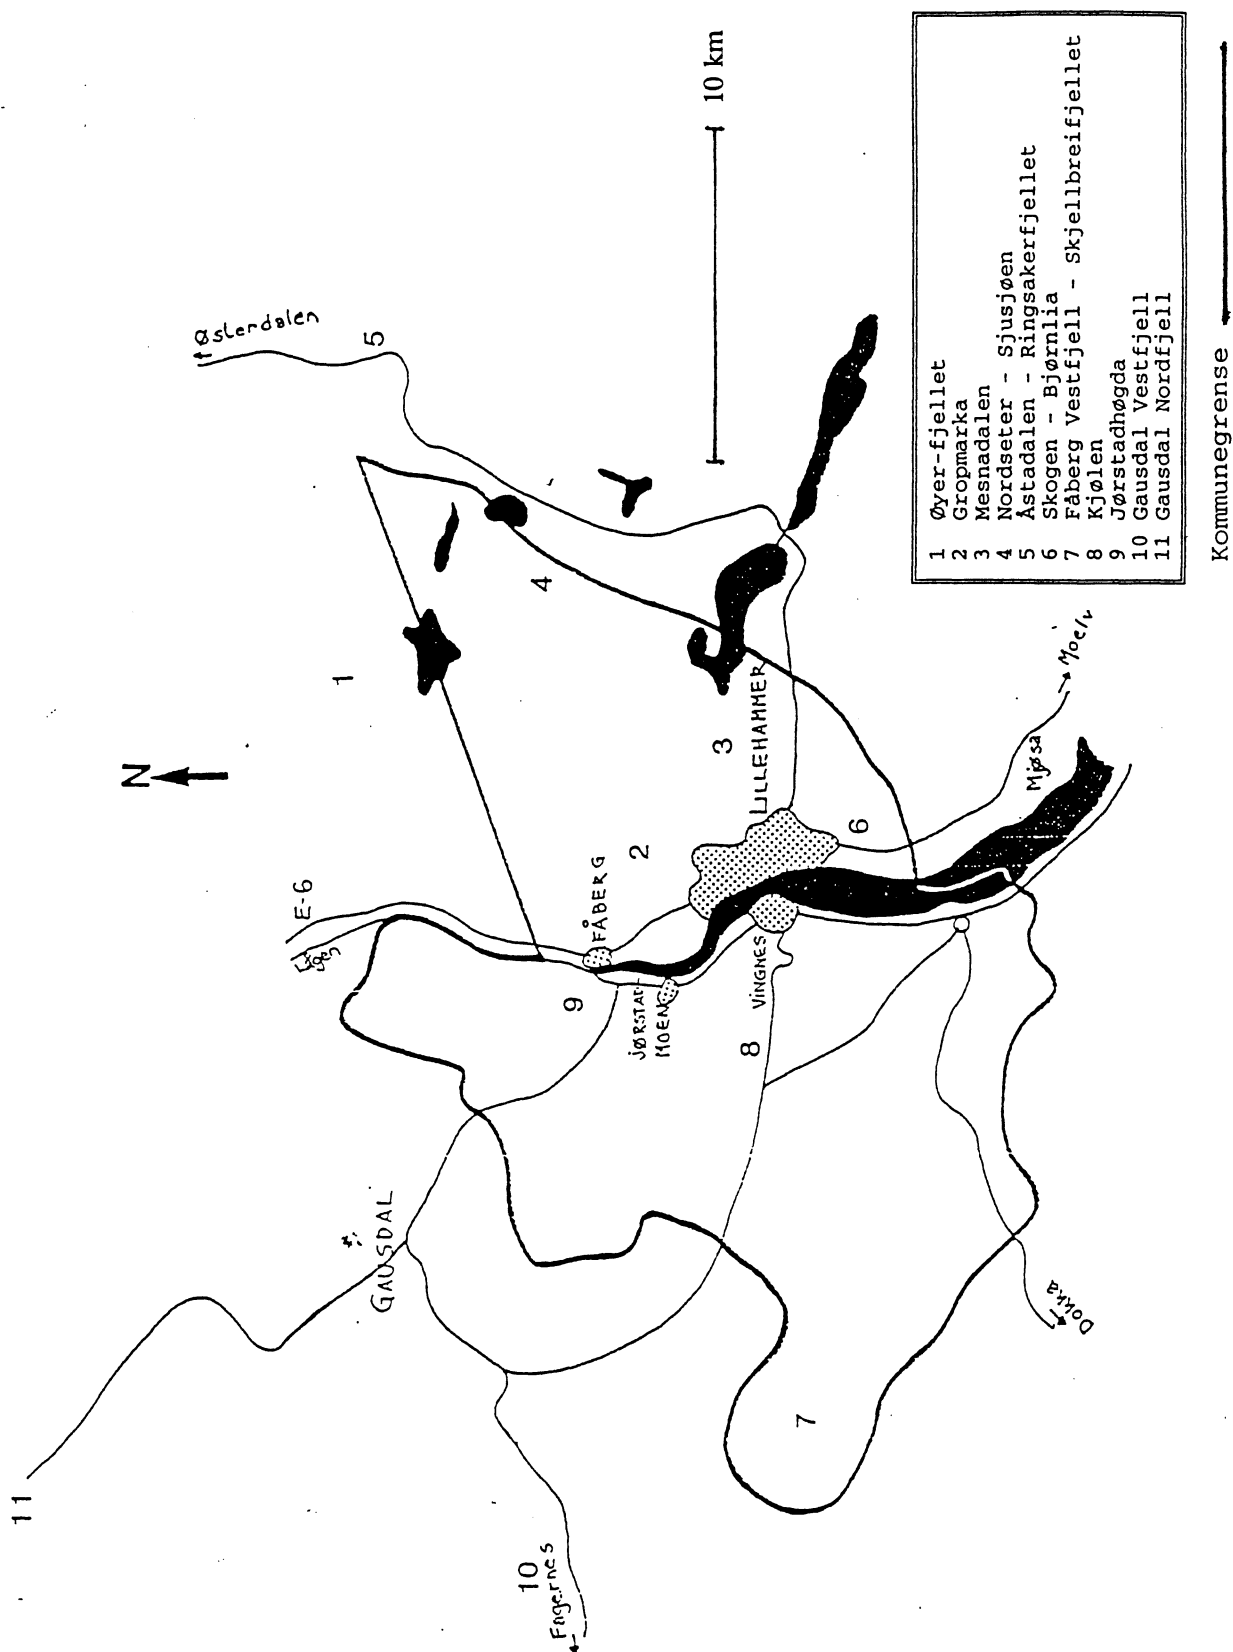 11
10
Fagernes
GAUSDAL
E-6
Lågen
N
1
Østerdalen
5
9
FÅBERG
JØRSTAD
MOEN
2
4
10 km
8
VINGNES
LILLEHAMMER
3
7
6
Mjøsa
Moelv
Dokka
1 Øyer-fjellet
2 Gropmarka
3 Mesnadalen
4 Nordseter - Sjusjøen
5 Åstadalen - Ringsakerfjellet
6 Skogen - Bjørnlia
7 Fåberg Vestfjell - Skjellbreifjellet
8 Kjølen
9 Jørstadhøgda
10 Gausdal Vestfjell
11 Gausdal Nordfjell
Kommunegrense